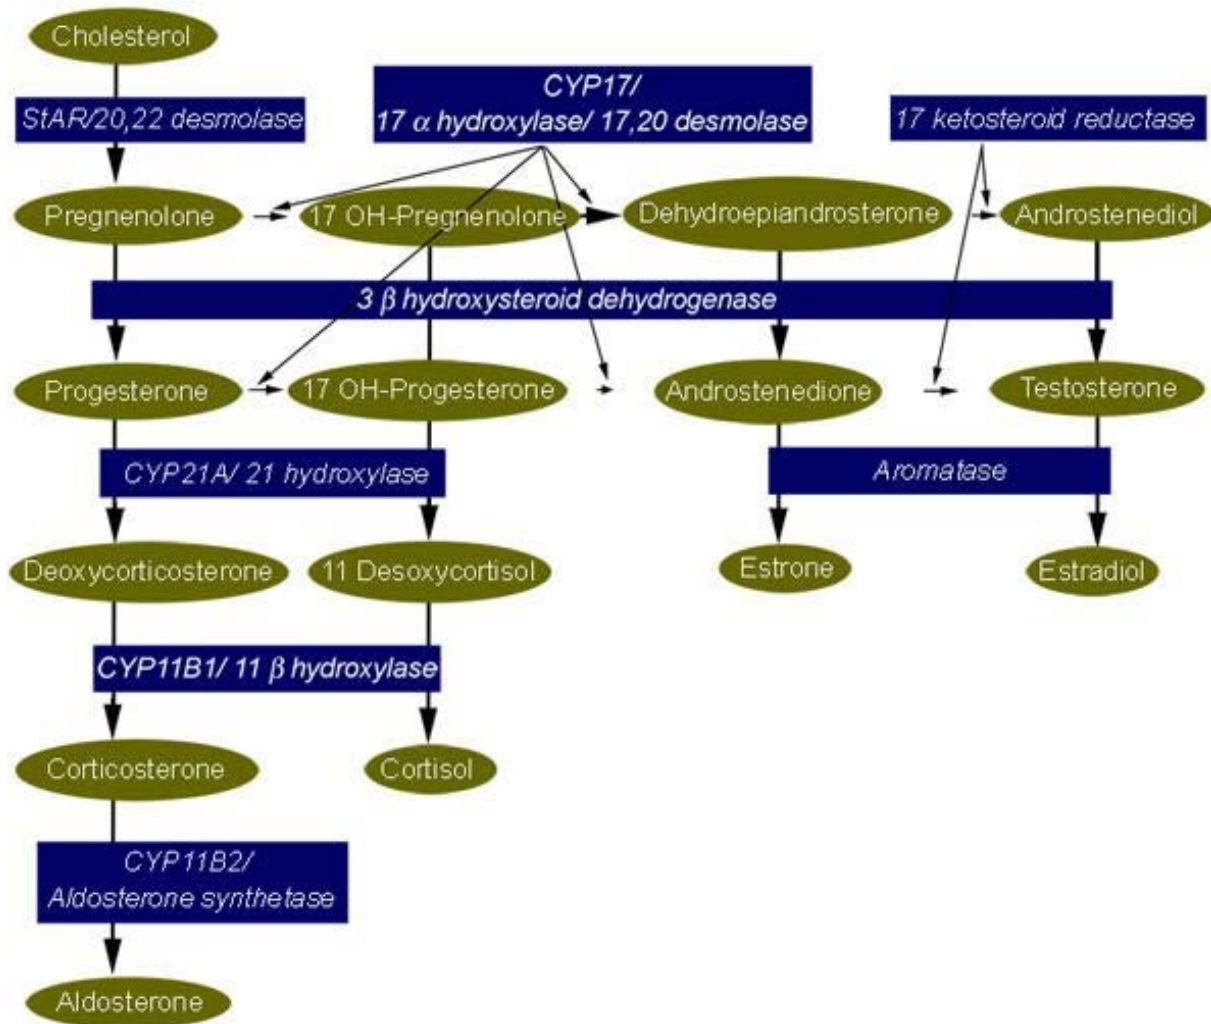 Cholesterol
StAR/20,22 desmolase
CYP17/
17 α hydroxylase/ 17,20 desmolase
17 ketosteroid reductase
Pregnenolone
17 OH-Pregnenolone
Dehydroepiandrosterone
Androstenediol
3 β hydroxysteroid dehydrogenase
Progesterone
17 OH-Progesterone
Androstenedione
Testosterone
CYP21A/ 21 hydroxylase
Aromatase
Deoxycorticosterone
11 Desoxycortisol
Estrone
Estradiol
CYP11B1/ 11 β hydroxylase
Corticosterone
Cortisol
CYP11B2/
Aldosterone synthetase
Aldosterone